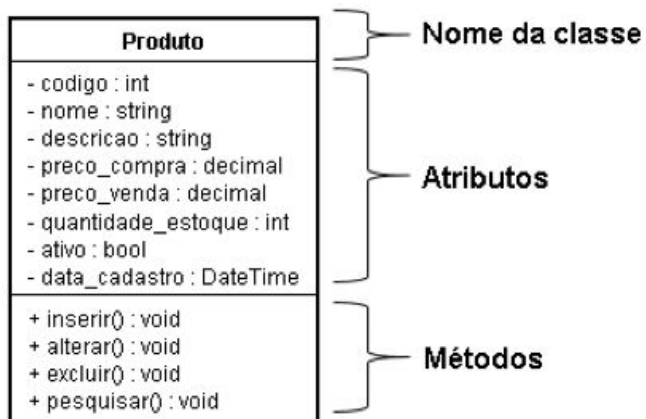 Produto
Nome da classe
- codigo : int
- nome : string
- descricao : string
- preco_compra : decimal
- preco_venda : decimal
- quantidade_estoque : int
- ativo : bool
- data_cadastro : DateTime
Atributos
+ inserir() : void
+ alterar() : void
+ excluir() : void
+ pesquisar() : void
Métodos